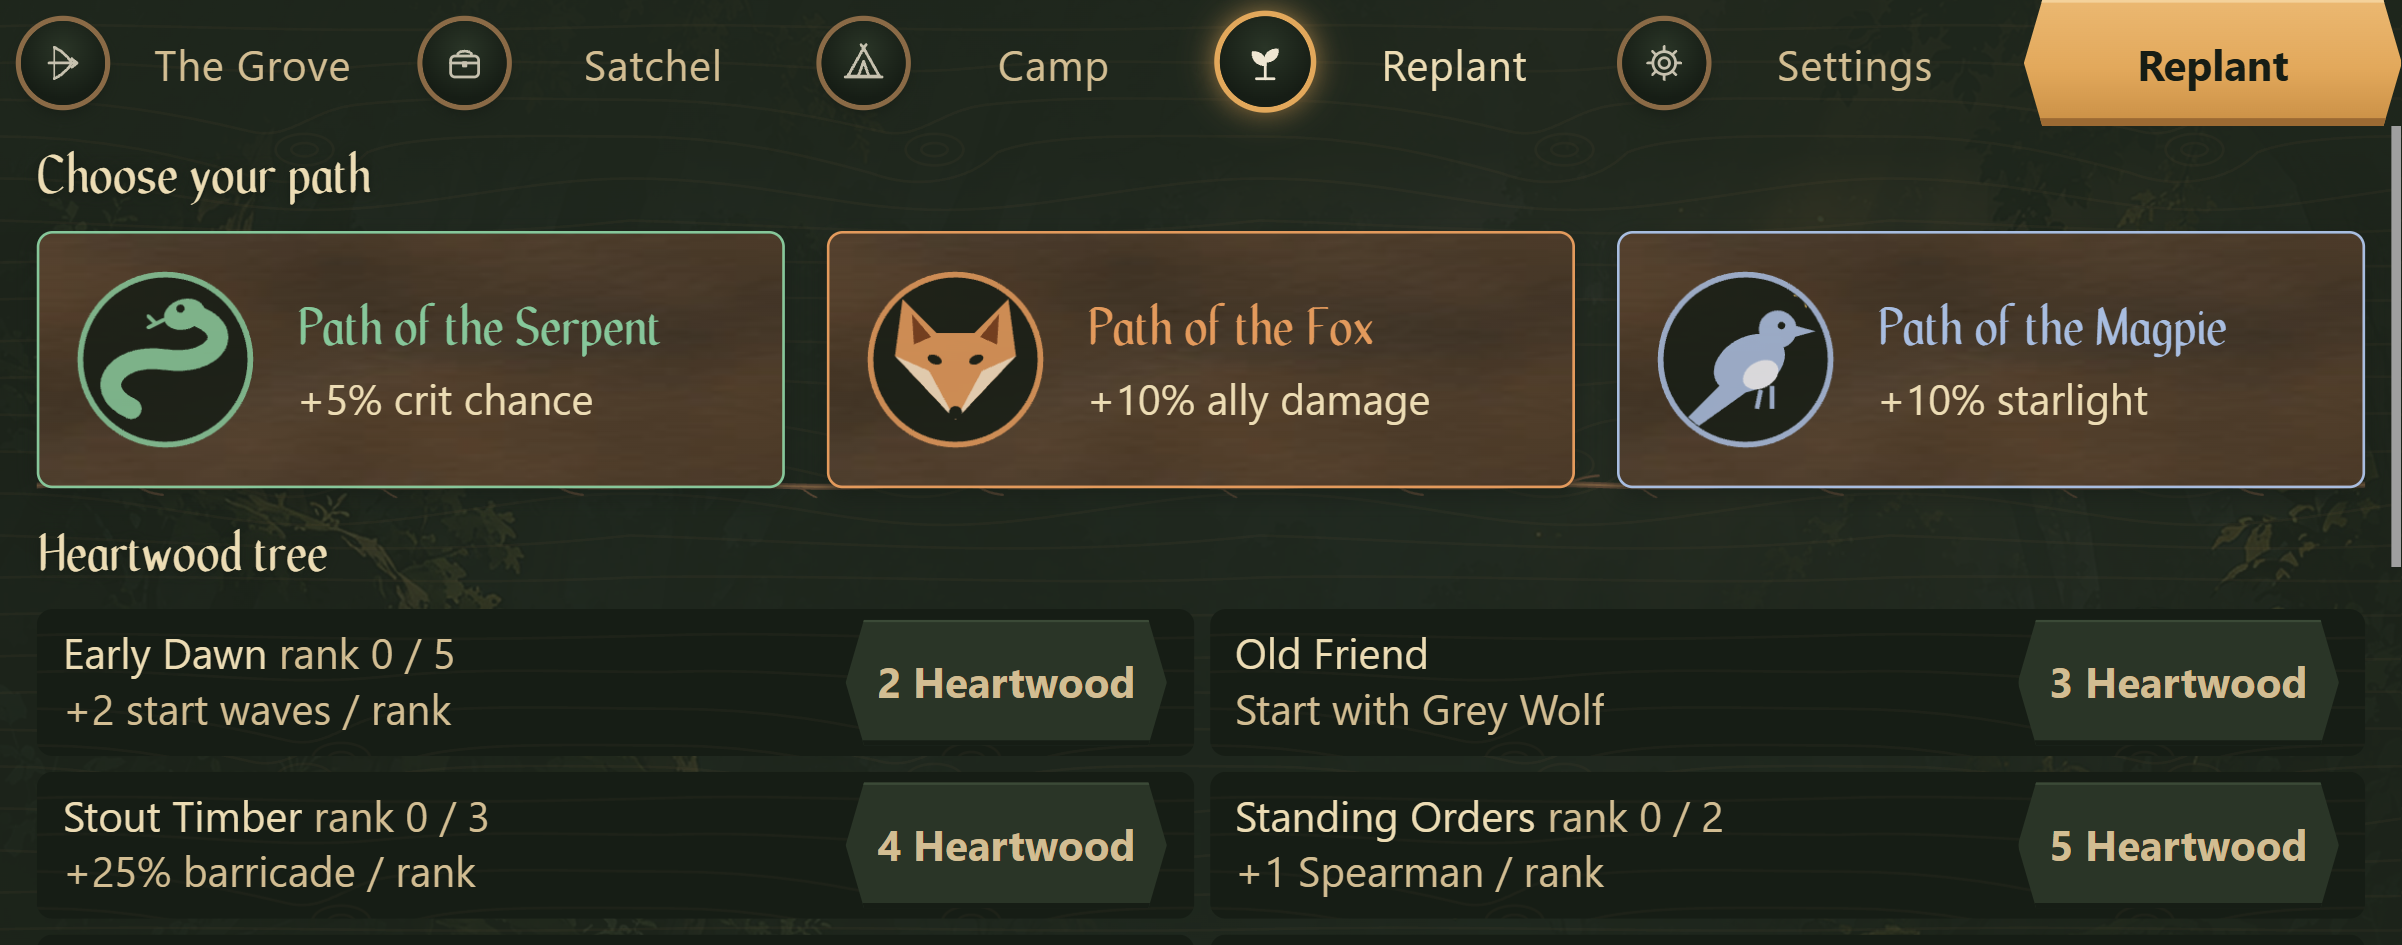 The Grove
Satchel
Camp
Replant
Settings
Replant
Choose your path
Path of the Serpent
+5% crit chance
Path of the Fox
+10% ally damage
Path of the Magpie
+10% starlight
Heartwood tree
Early Dawn rank 0 / 5
+2 start waves / rank
2 Heartwood
Old Friend
Start with Grey Wolf
3 Heartwood
Stout Timber rank 0 / 3
+25% barricade / rank
4 Heartwood
Standing Orders rank 0 / 2
+1 Spearman / rank
5 Heartwood